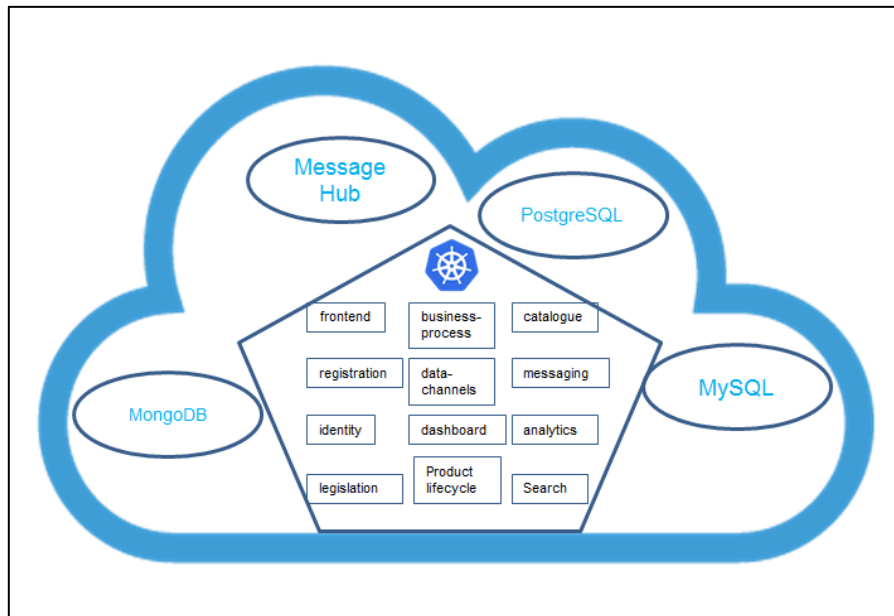 Message
Hub
PostgreSQL
frontend
business-
process
catalogue
registration
data-
channels
messaging
MongoDB
MySQL
identity
dashboard
analytics
legislation
Product
lifecycle
Search